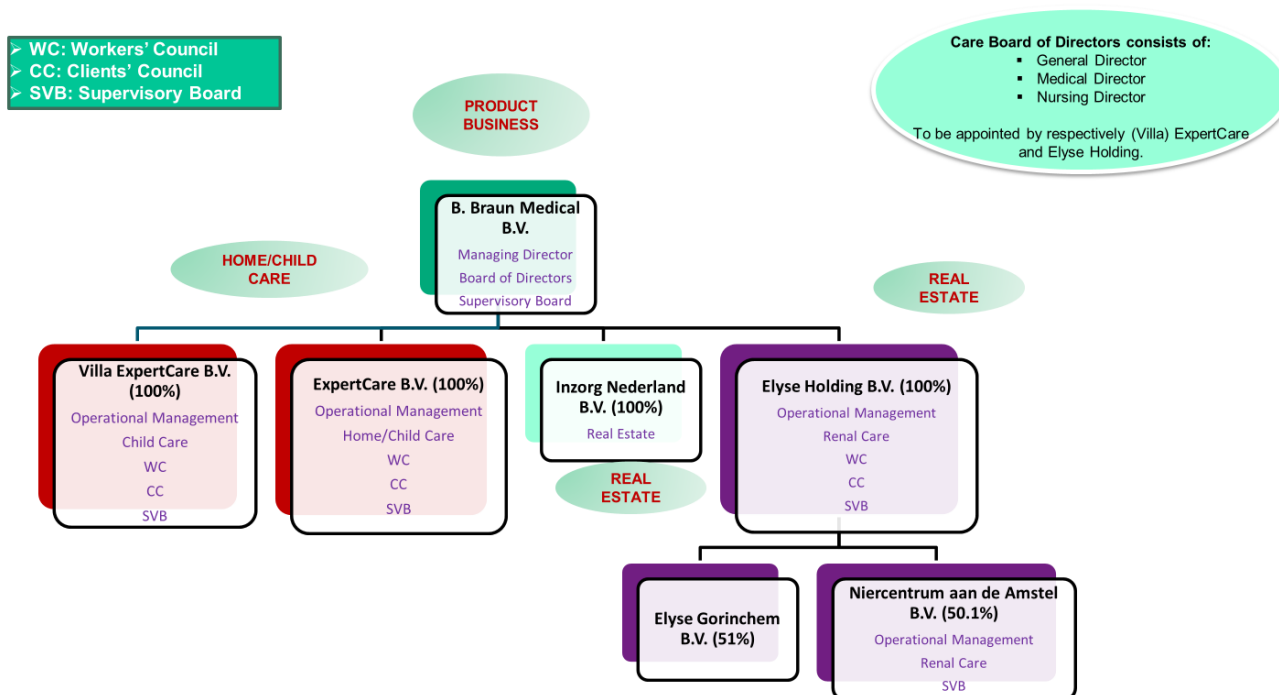 ➢ WC: Workers' Council
➢ CC: Clients' Council
➢ SVB: Supervisory Board
Care Board of Directors consists of:
▪ General Director
▪ Medical Director
▪ Nursing Director
To be appointed by respectively (Villa) ExpertCare
and Elyse Holding.
PRODUCT
BUSINESS
B. Braun Medical
B.V.
Managing Director
Board of Directors
Supervisory Board
HOME/CHILD
CARE
REAL
ESTATE
Villa ExpertCare B.V.
(100%)
Operational Management
Child Care
WC
CC
SVB
ExpertCare B.V. (100%)
Operational Management
Home/Child Care
WC
CC
SVB
Inzorg Nederland
B.V. (100%)
Real Estate
REAL
ESTATE
Elyse Holding B.V. (100%)
Operational Management
Renal Care
WC
CC
SVB
Elyse Gorinchem
B.V. (51%)
Niercentrum aan de Amstel
B.V. (50.1%)
Operational Management
Renal Care
SVB